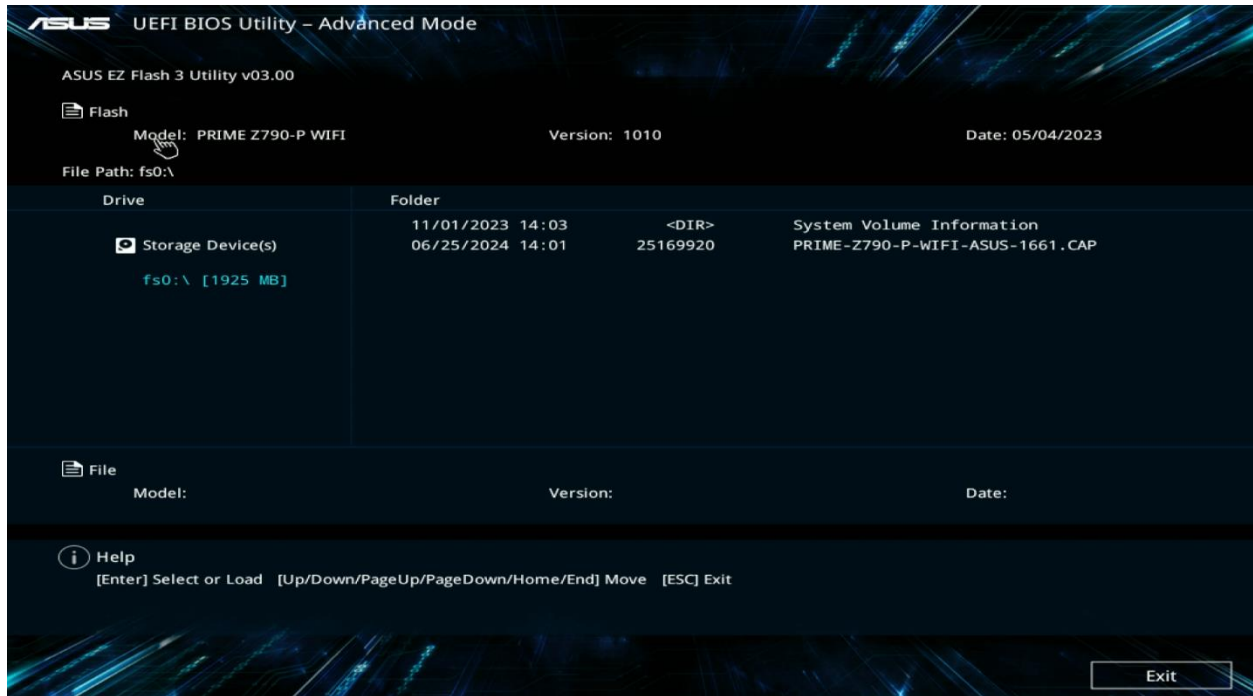 ASUS UEFI BIOS Utility – Advanced Mode
ASUS EZ Flash 3 Utility v03.00
Flash
Model: PRIME Z790-P WIFI Version: 1010 Date: 05/04/2023
File Path: fs0:\
Drive Folder
11/01/2023 14:03 <DIR> System Volume Information
Storage Device(s) 06/25/2024 14:01 25169920 PRIME-Z790-P-WIFI-ASUS-1661.CAP
fs0:\ [1925 MB]
File
Model: Version: Date:
Help
[Enter] Select or Load [Up/Down/PageUp/PageDown/Home/End] Move [ESC] Exit
Exit